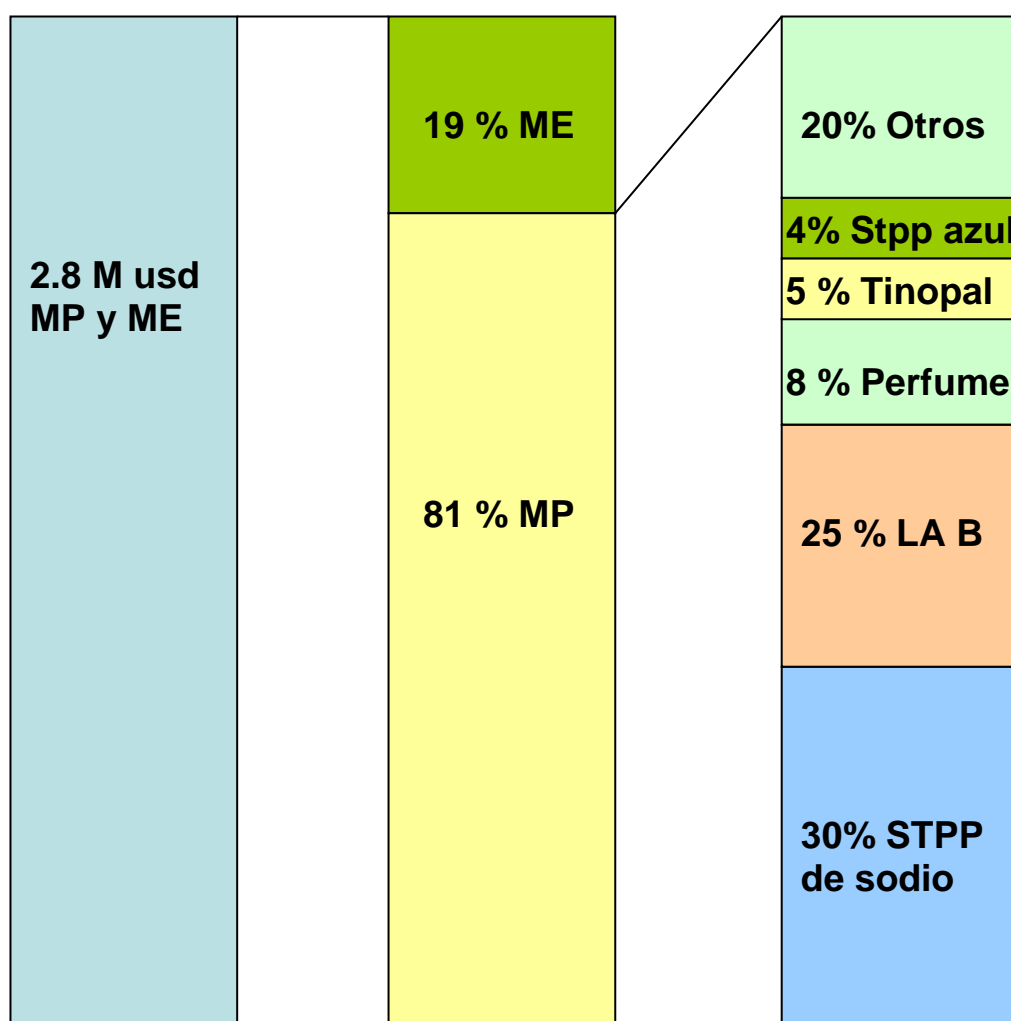 2.8 M usd
MP y ME
19 % ME
81 % MP
20% Otros
4% Stpp azul
5 % Tinopal
8 % Perfume
25 % LA B
30% STPP
de sodio